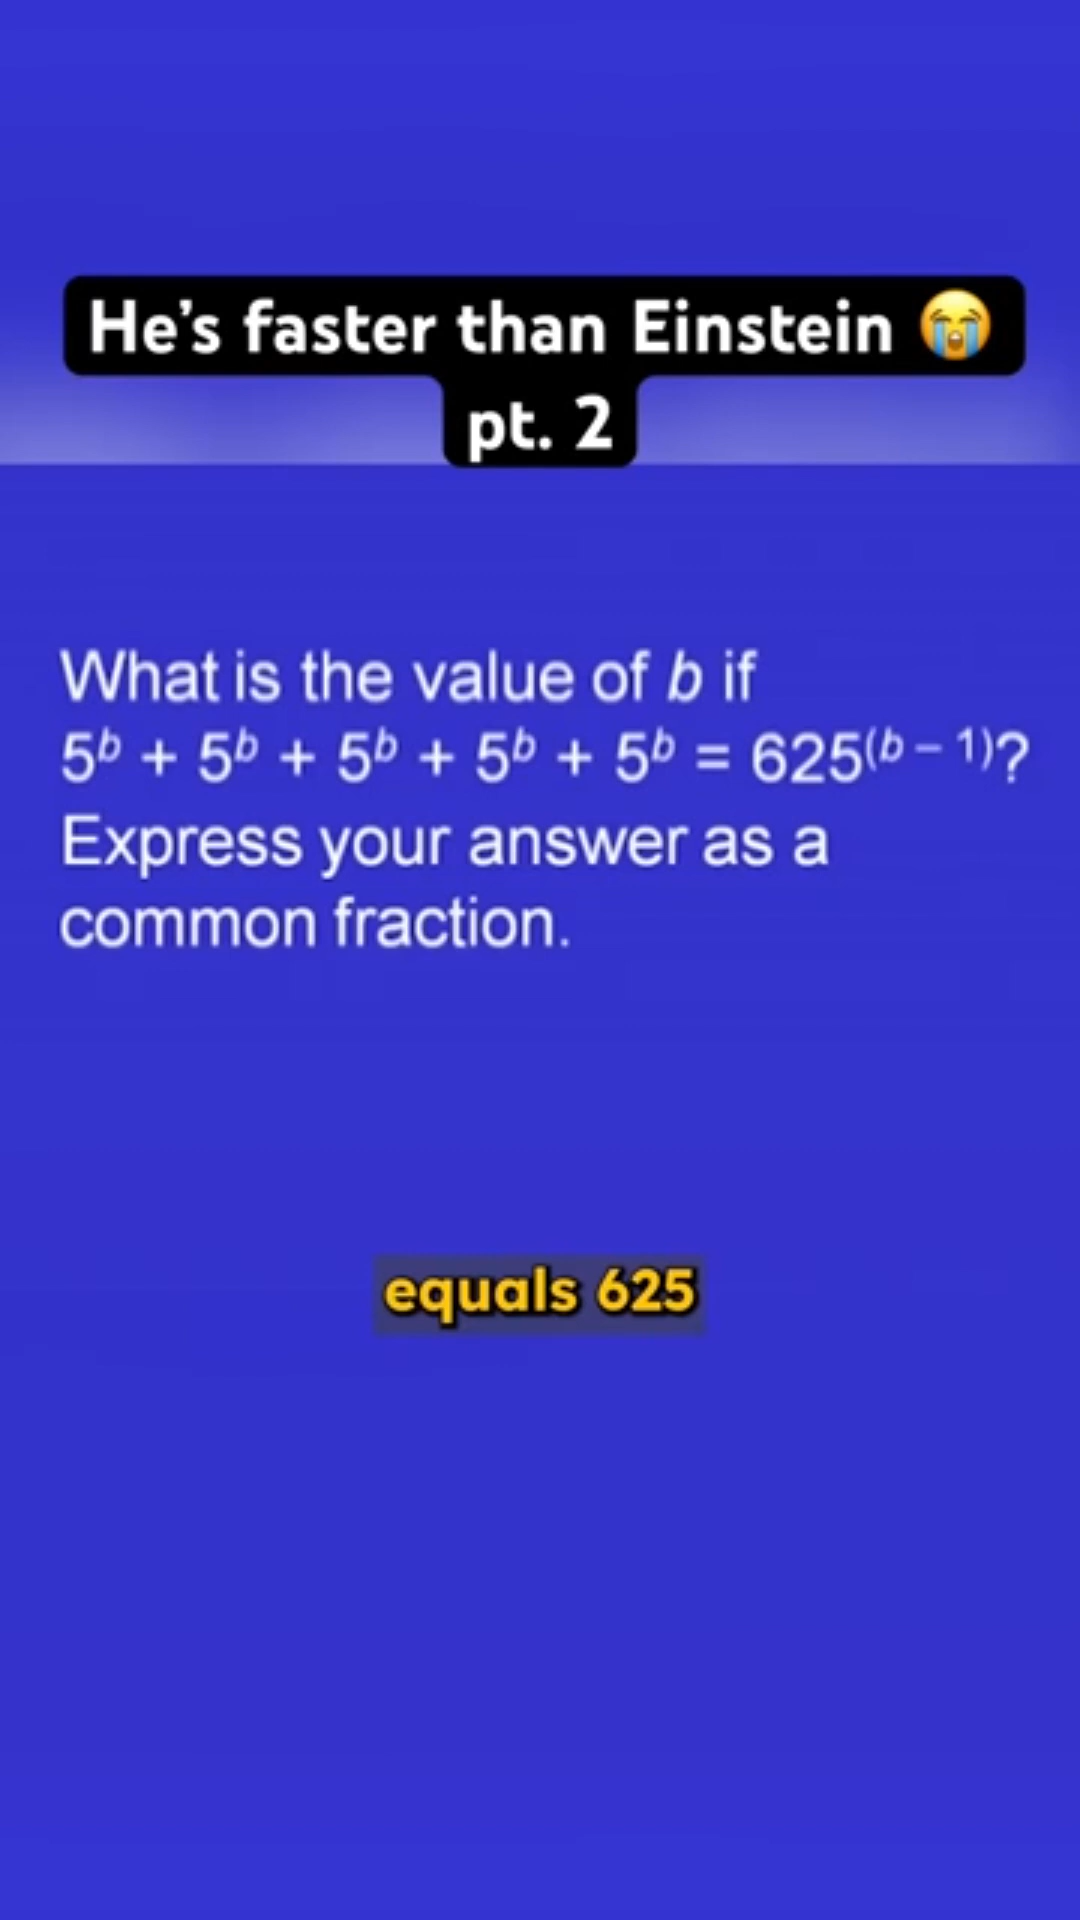 He’s faster than Einstein 😭
pt. 2
What is the value of b if
5ᵇ + 5ᵇ + 5ᵇ + 5ᵇ + 5ᵇ = 625⁽ᵇ ⁻ ¹⁾?
Express your answer as a
common fraction.
equals 625